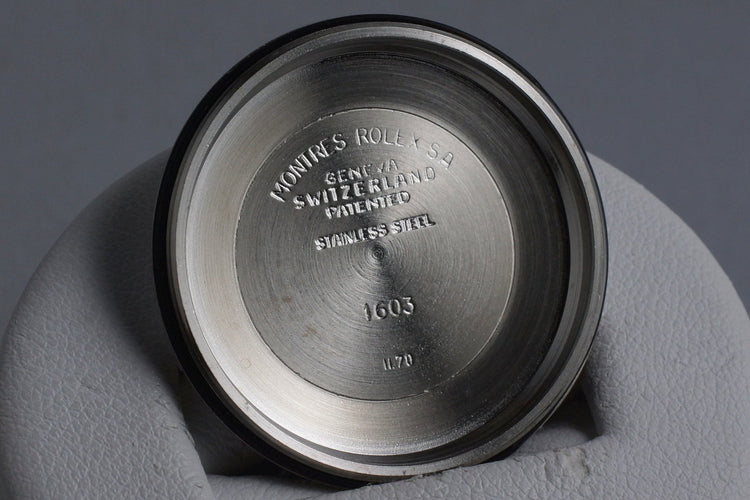 MONTRES ROLEX S.A
GENEVA
SWITZERLAND
PATENTED
STAINLESS STEEL
1603
II.70